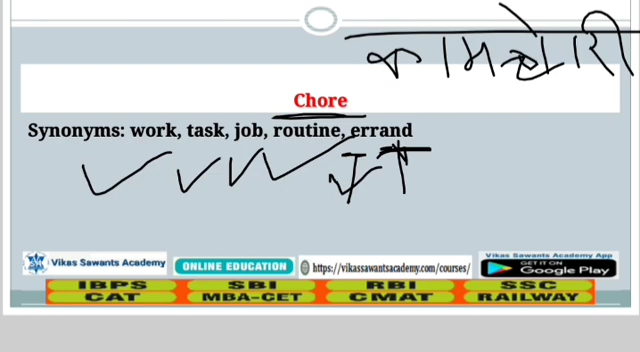 Chore
Synonyms: work, task, job, routine, errand
Vikas Sawants Academy
ONLINE EDUCATION
https://vikassawantsacademy.com/courses/
Vikas Sawants Academy App
GET IT ON
Google Play
IBPS SBI RBI SSC
CAT MBA-CET CMAT RAILWAY